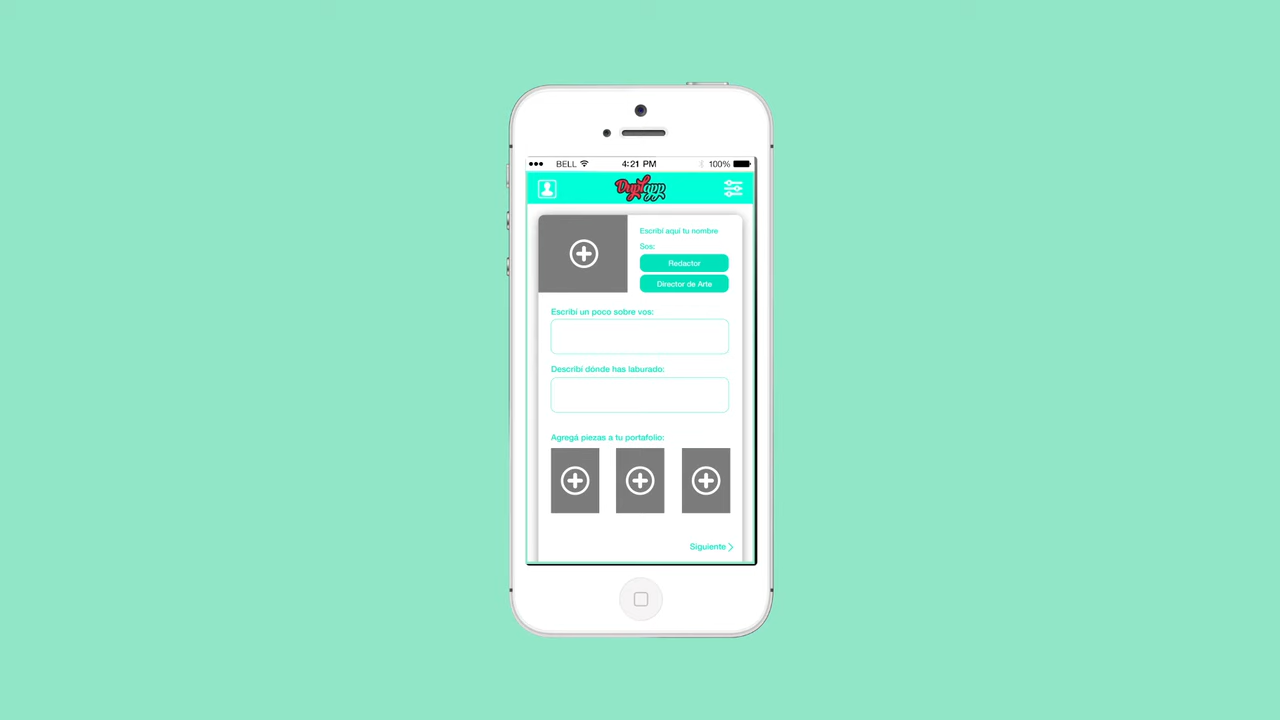 BELL 4:21 PM 100%
Duplapp
Escribí aquí tu nombre
Sos:
Redactor
Director de Arte
Escribí un poco sobre vos:
Describí dónde has laburado:
Agregá piezas a tu portafolio:
Siguiente